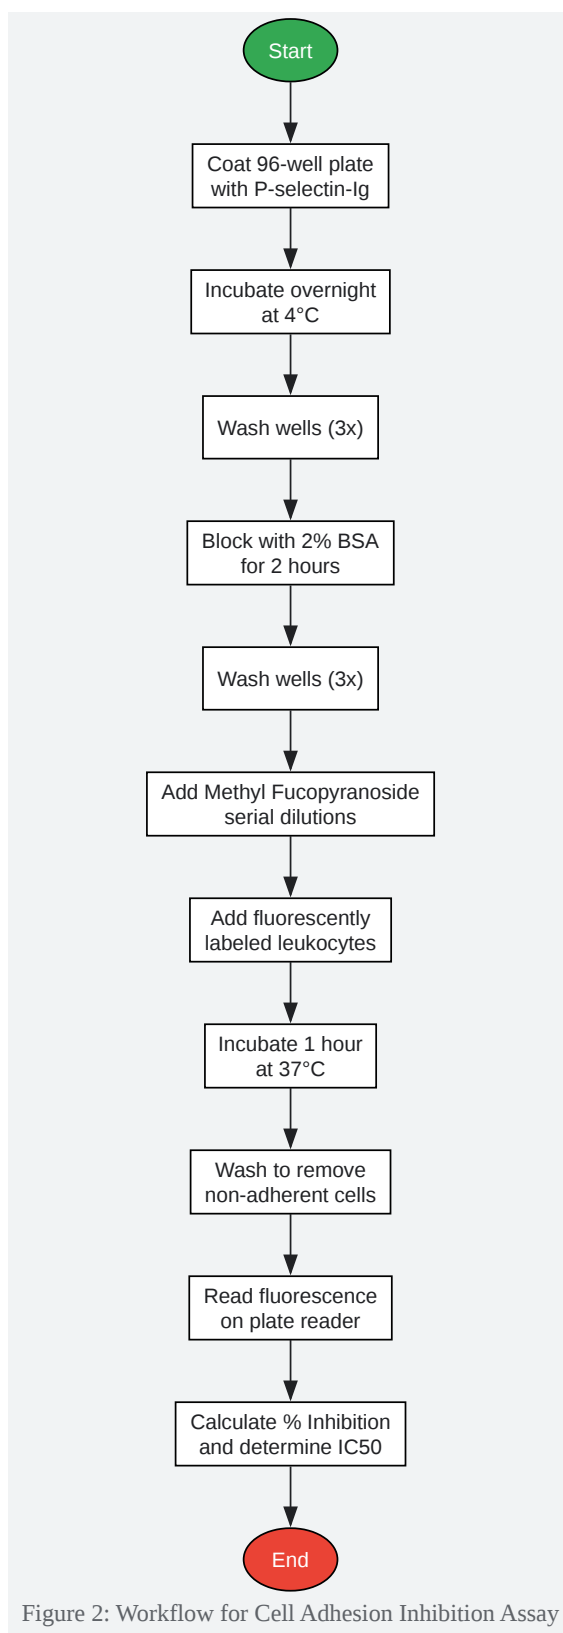 Start
Coat 96-well plate
with P-selectin-Ig
Incubate overnight
at 4°C
Wash wells (3x)
Block with 2% BSA
for 2 hours
Wash wells (3x)
Add Methyl Fucopyranoside
serial dilutions
Add fluorescently
labeled leukocytes
Incubate 1 hour
at 37°C
Wash to remove
non-adherent cells
Read fluorescence
on plate reader
Calculate % Inhibition
and determine IC50
End
Figure 2: Workflow for Cell Adhesion Inhibition Assay